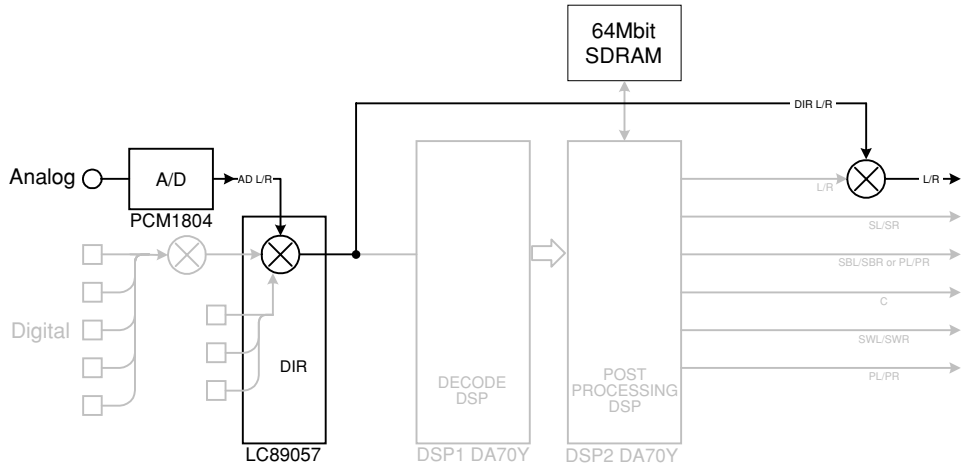 64Mbit
SDRAM
DIR L/R
Analog
A/D
AD L/R
PCM1804
L/R
L/R
SL/SR
SBL/SBR or PL/PR
C
SWL/SWR
PL/PR
Digital
DIR
LC89057
DECODE
DSP
DSP1 DA70Y
POST
PROCESSING
DSP
DSP2 DA70Y